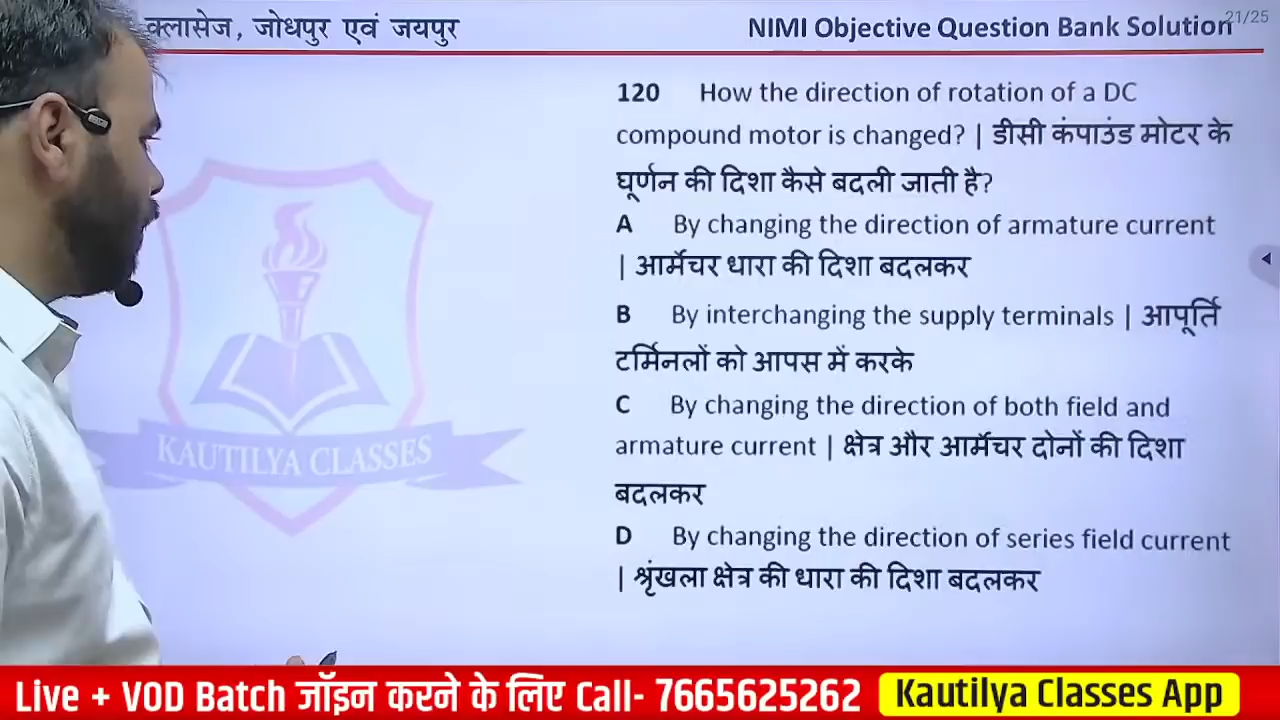 क्लासेज, जोधपुर एवं जयपुर
NIMI Objective Question Bank Solution
21/25
120 How the direction of rotation of a DC
compound motor is changed? | डीसी कंपाउंड मोटर के
घूर्णन की दिशा कैसे बदली जाती है?
A By changing the direction of armature current
| आर्मेचर धारा की दिशा बदलकर
B By interchanging the supply terminals | आपूर्ति
टर्मिनलों को आपस में करके
C By changing the direction of both field and
armature current | क्षेत्र और आर्मेचर दोनों की दिशा
बदलकर
D By changing the direction of series field current
| श्रृंखला क्षेत्र की धारा की दिशा बदलकर
KAUTILYA CLASSES
Live + VOD Batch जॉइन करने के लिए Call- 7665625262
Kautilya Classes App